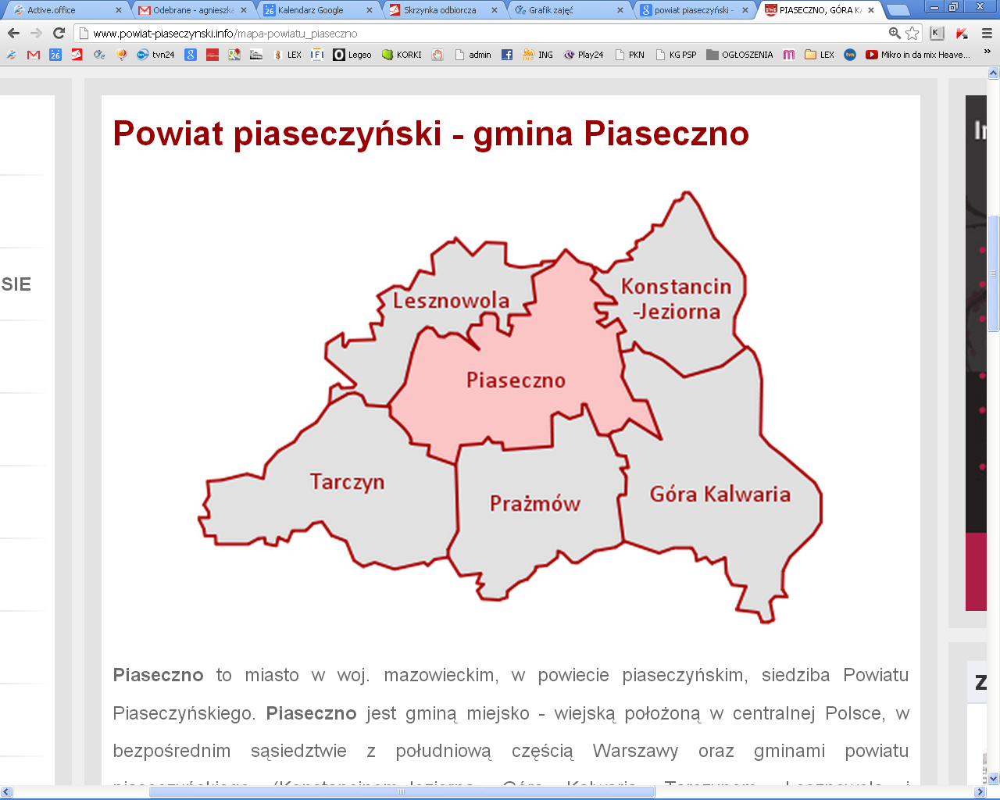 Active.office
Odebrane - agnieszka
Kalendarz Google
Skrzynka odbiorcza
Grafik zajęć
powiat piaseczyński -
PIASECZNO, GÓRA K
www.powiat-piaseczynski.info/mapa-powiatu_piaseczno
26
tvn24
LEX
Legeo
KORKI
admin
ING
Play24
PKN
KG PSP
OGŁOSZENIA
LEX
Mikro in da mix Heave...
SIE
Powiat piaseczyński - gmina Piaseczno
Konstancin
-Jeziorna
Lesznowola
Piaseczno
Tarczyn
Prażmów
Góra Kalwaria
Piaseczno to miasto w woj. mazowieckim, w powiecie piaseczyńskim, siedziba Powiatu
Piaseczyńskiego. Piaseczno jest gminą miejsko - wiejską położoną w centralnej Polsce, w
bezpośrednim sąsiedztwie z południową częścią Warszawy oraz gminami powiatu